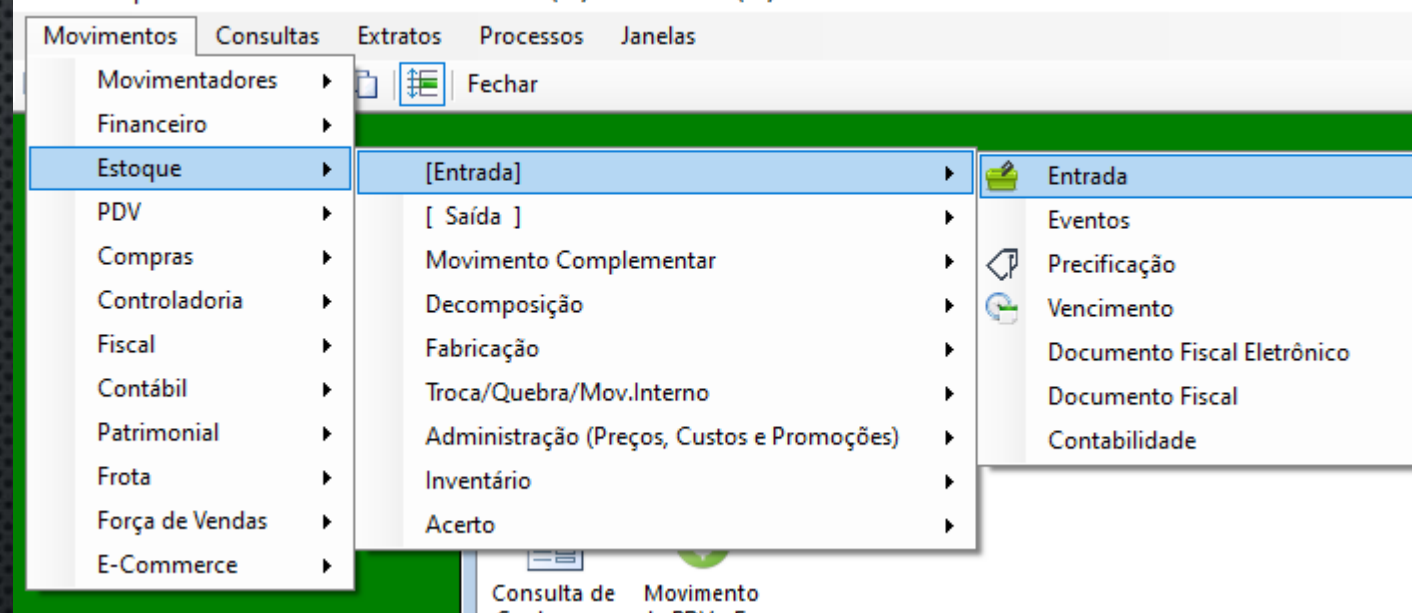 Movimentos Consultas Extratos Processos Janelas
Fechar
Movimentadores
Financeiro
Estoque
PDV
Compras
Controladoria
Fiscal
Contábil
Patrimonial
Frota
Força de Vendas
E-Commerce
[Entrada]
[ Saída ]
Movimento Complementar
Decomposição
Fabricação
Troca/Quebra/Mov.Interno
Administração (Preços, Custos e Promoções)
Inventário
Acerto
Entrada
Eventos
Precificação
Vencimento
Documento Fiscal Eletrônico
Documento Fiscal
Contabilidade
Consulta de Movimento